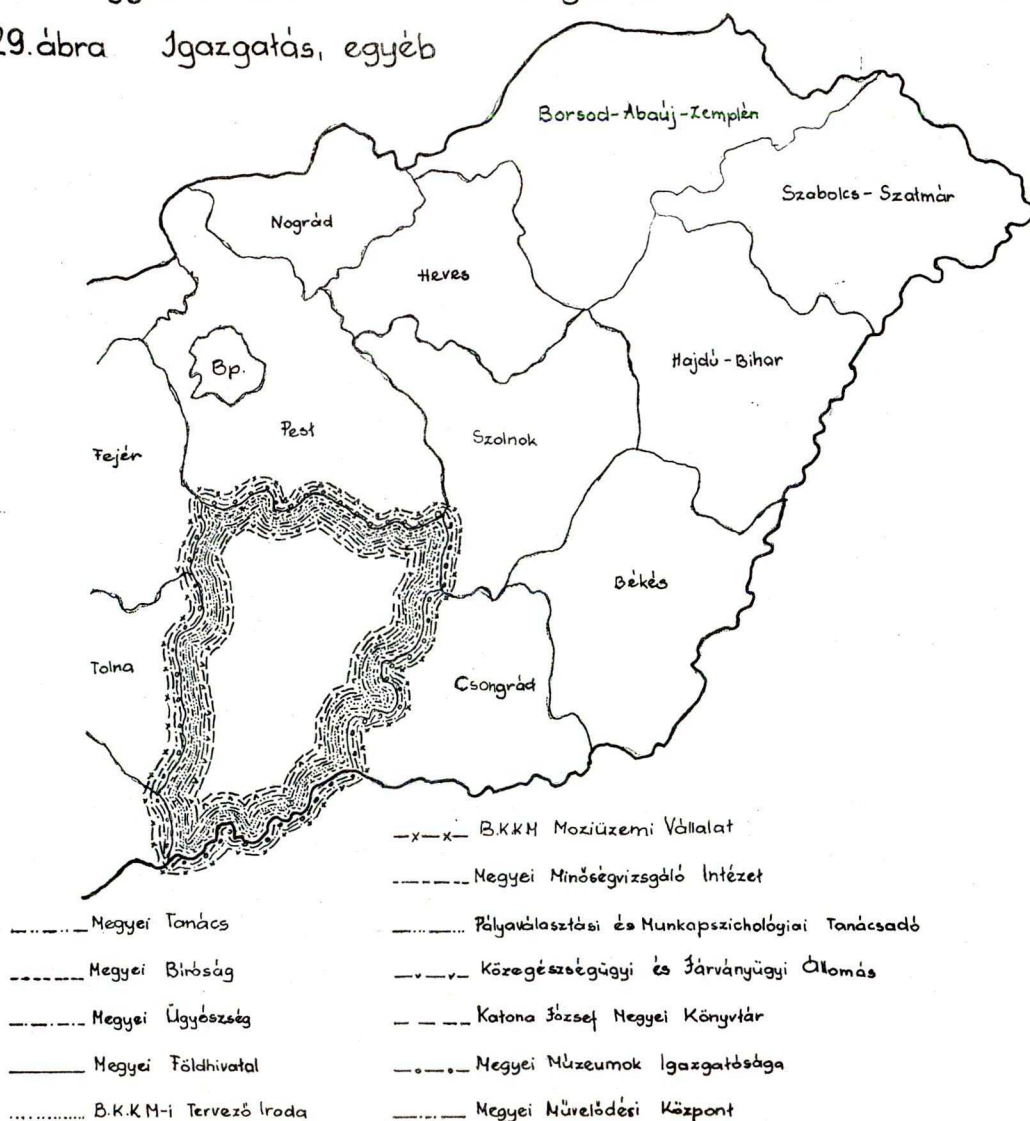 29. ábra Igazgatás, egyéb
Borsod-Abaúj-Zemplén
Szabolcs-Szatmár
Nográd
Heves
Hajdú-Bihar
Bp.
Pest
Szolnok
Fejér
Békés
Tolna
Csongrád
B.K.K.M Moziüzemi Vállalat
Megyei Minőségvizsgáló Intézet
Megyei Tanács
Pályaválasztási és Munkapszichológiai Tanácsadó
Megyei Biróság
Közegészségügyi és Járványügyi Állomás
Megyei Ügyészség
Katona József Megyei Könyvtár
Megyei Földhivatal
Megyei Múzeumok Igazgatósága
B.K.K.M-i Tervező Iroda
Megyei Művelődési Központ